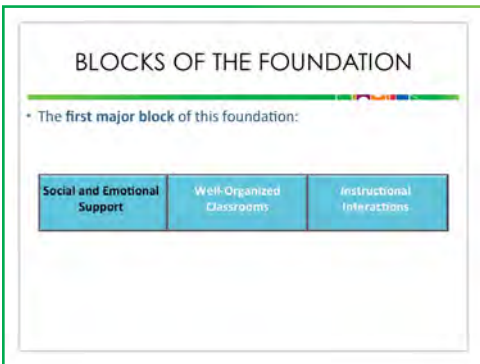 BLOCKS OF THE FOUNDATION
• The first major block of this foundation:
Social and Emotional Support
Well-Organized Classrooms
Instructional Interactions